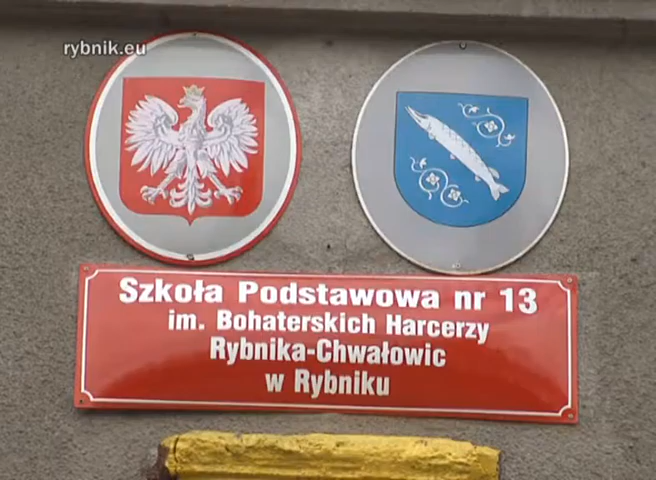 rybnik.eu
Szkoła Podstawowa nr 13
im. Bohaterskich Harcerzy
Rybnika-Chwałowic
w Rybniku